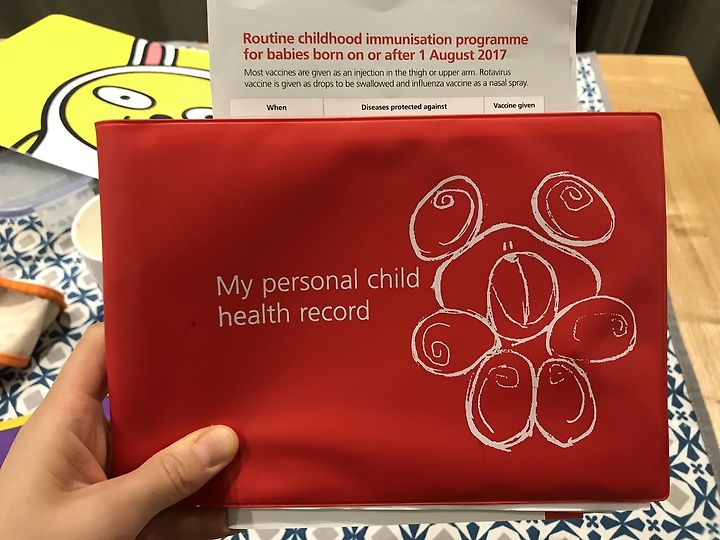 Routine childhood immunisation programme
for babies born on or after 1 August 2017
Most vaccines are given as an injection in the thigh or upper arm. Rotavirus
vaccine is given as drops to be swallowed and influenza vaccine as a nasal spray.
When Diseases protected against Vaccine given
My personal child
health record